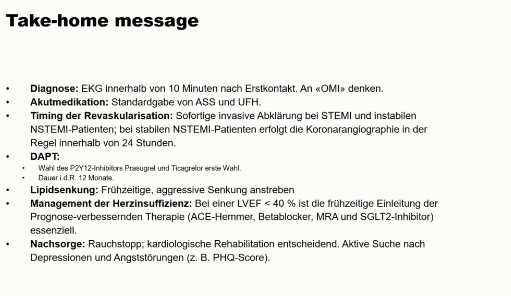 Take-home message
• Diagnose: EKG innerhalb von 10 Minuten nach Erstkontakt. An «OMI» denken.
• Akutmedikation: Standardgabe von ASS und UFH.
• Timing der Revaskularisation: Sofortige invasive Abklärung bei STEMI und instabilen
NSTEMI-Patienten; bei stabilen NSTEMI-Patienten erfolgt die Koronarangiographie in der
Regel innerhalb von 24 Stunden.
• DAPT:
• Wahl des P2Y12-Inhibitors Prasugrel und Ticagrelor erste Wahl.
• Dauer i.d.R. 12 Monate.
• Lipidsenkung: Frühzeitige, aggressive Senkung anstreben
• Management der Herzinsuffizienz: Bei einer LVEF < 40 % ist die frühzeitige Einleitung der
Prognose-verbessernden Therapie (ACE-Hemmer, Betablocker, MRA und SGLT2-Inhibitor)
essenziell.
• Nachsorge: Rauchstopp; kardiologische Rehabilitation entscheidend. Aktive Suche nach
Depressionen und Angststörungen (z. B. PHQ-Score).